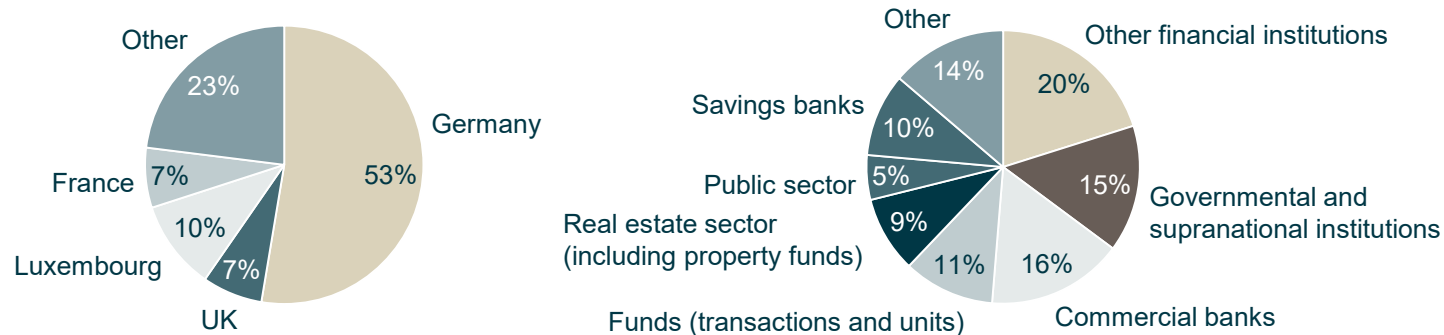 Other
23%
Germany
53%
France
7%
10%
Luxembourg
7%
UK
Other
Other financial institutions
14%
20%
Savings banks
10%
Public sector
5%
15%
Governmental and
supranational institutions
Real estate sector
(including property funds)
9%
11%
16%
Funds (transactions and units)
Commercial banks